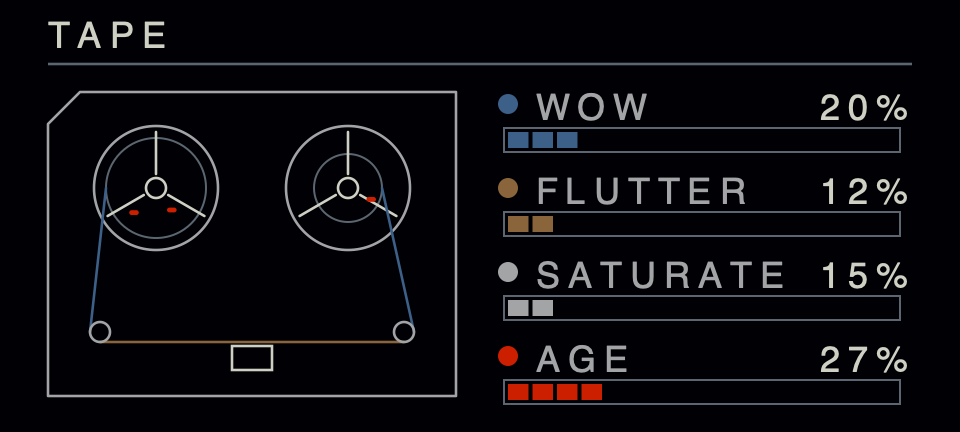 TAPE
WOW 20%
FLUTTER 12%
SATURATE 15%
AGE 27%